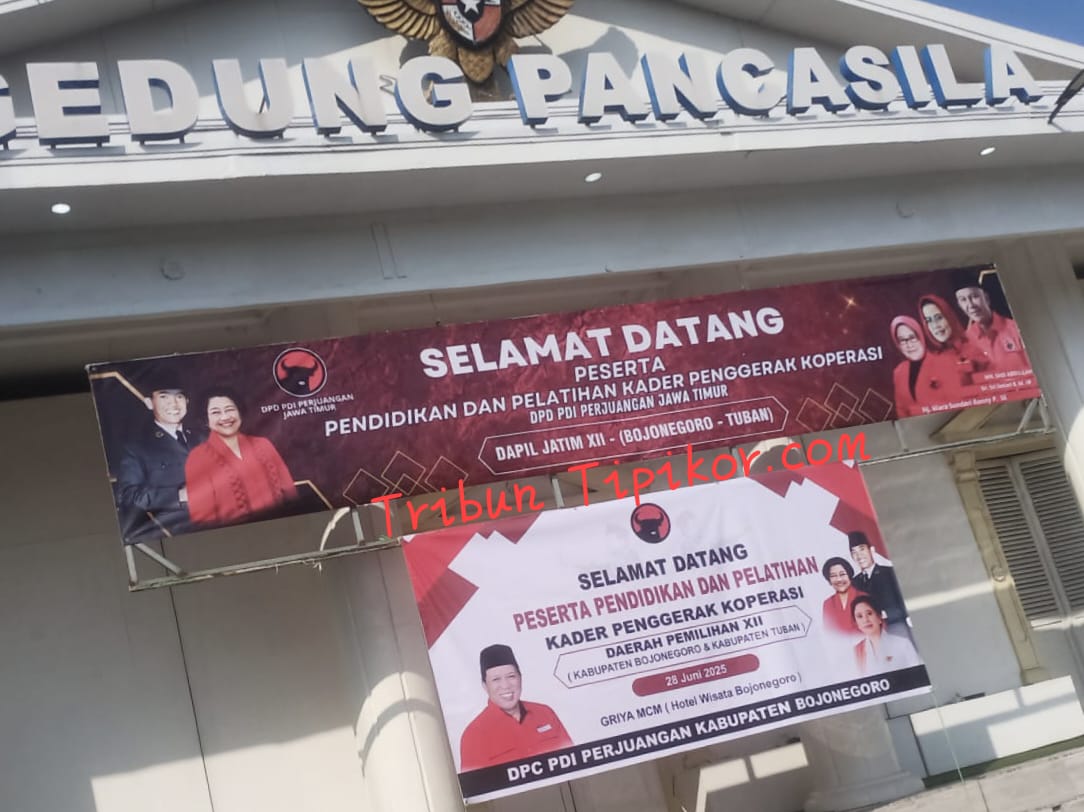 GEDUNG PANCASILA
SELAMAT DATANG
PESERTA
PENDIDIKAN DAN PELATIHAN KADER PENGGERAK KOPERASI
DPD PDI PERJUANGAN JAWA TIMUR
DAPIL JATIM XII - (BOJONEGORO - TUBAN)
DPD PDI PERJUANGAN
JAWA TIMUR
Hj. Wara Sundari Renny P. SE
Tribun Tipikor.com
SELAMAT DATANG
PESERTA PENDIDIKAN DAN PELATIHAN
KADER PENGGERAK KOPERASI
DAERAH PEMILIHAN XII
( KABUPATEN BOJONEGORO & KABUPATEN TUBAN )
28 Juni 2025
GRIYA MCM ( Hotel Wisata Bojonegoro )
DPC PDI PERJUANGAN KABUPATEN BOJONEGORO